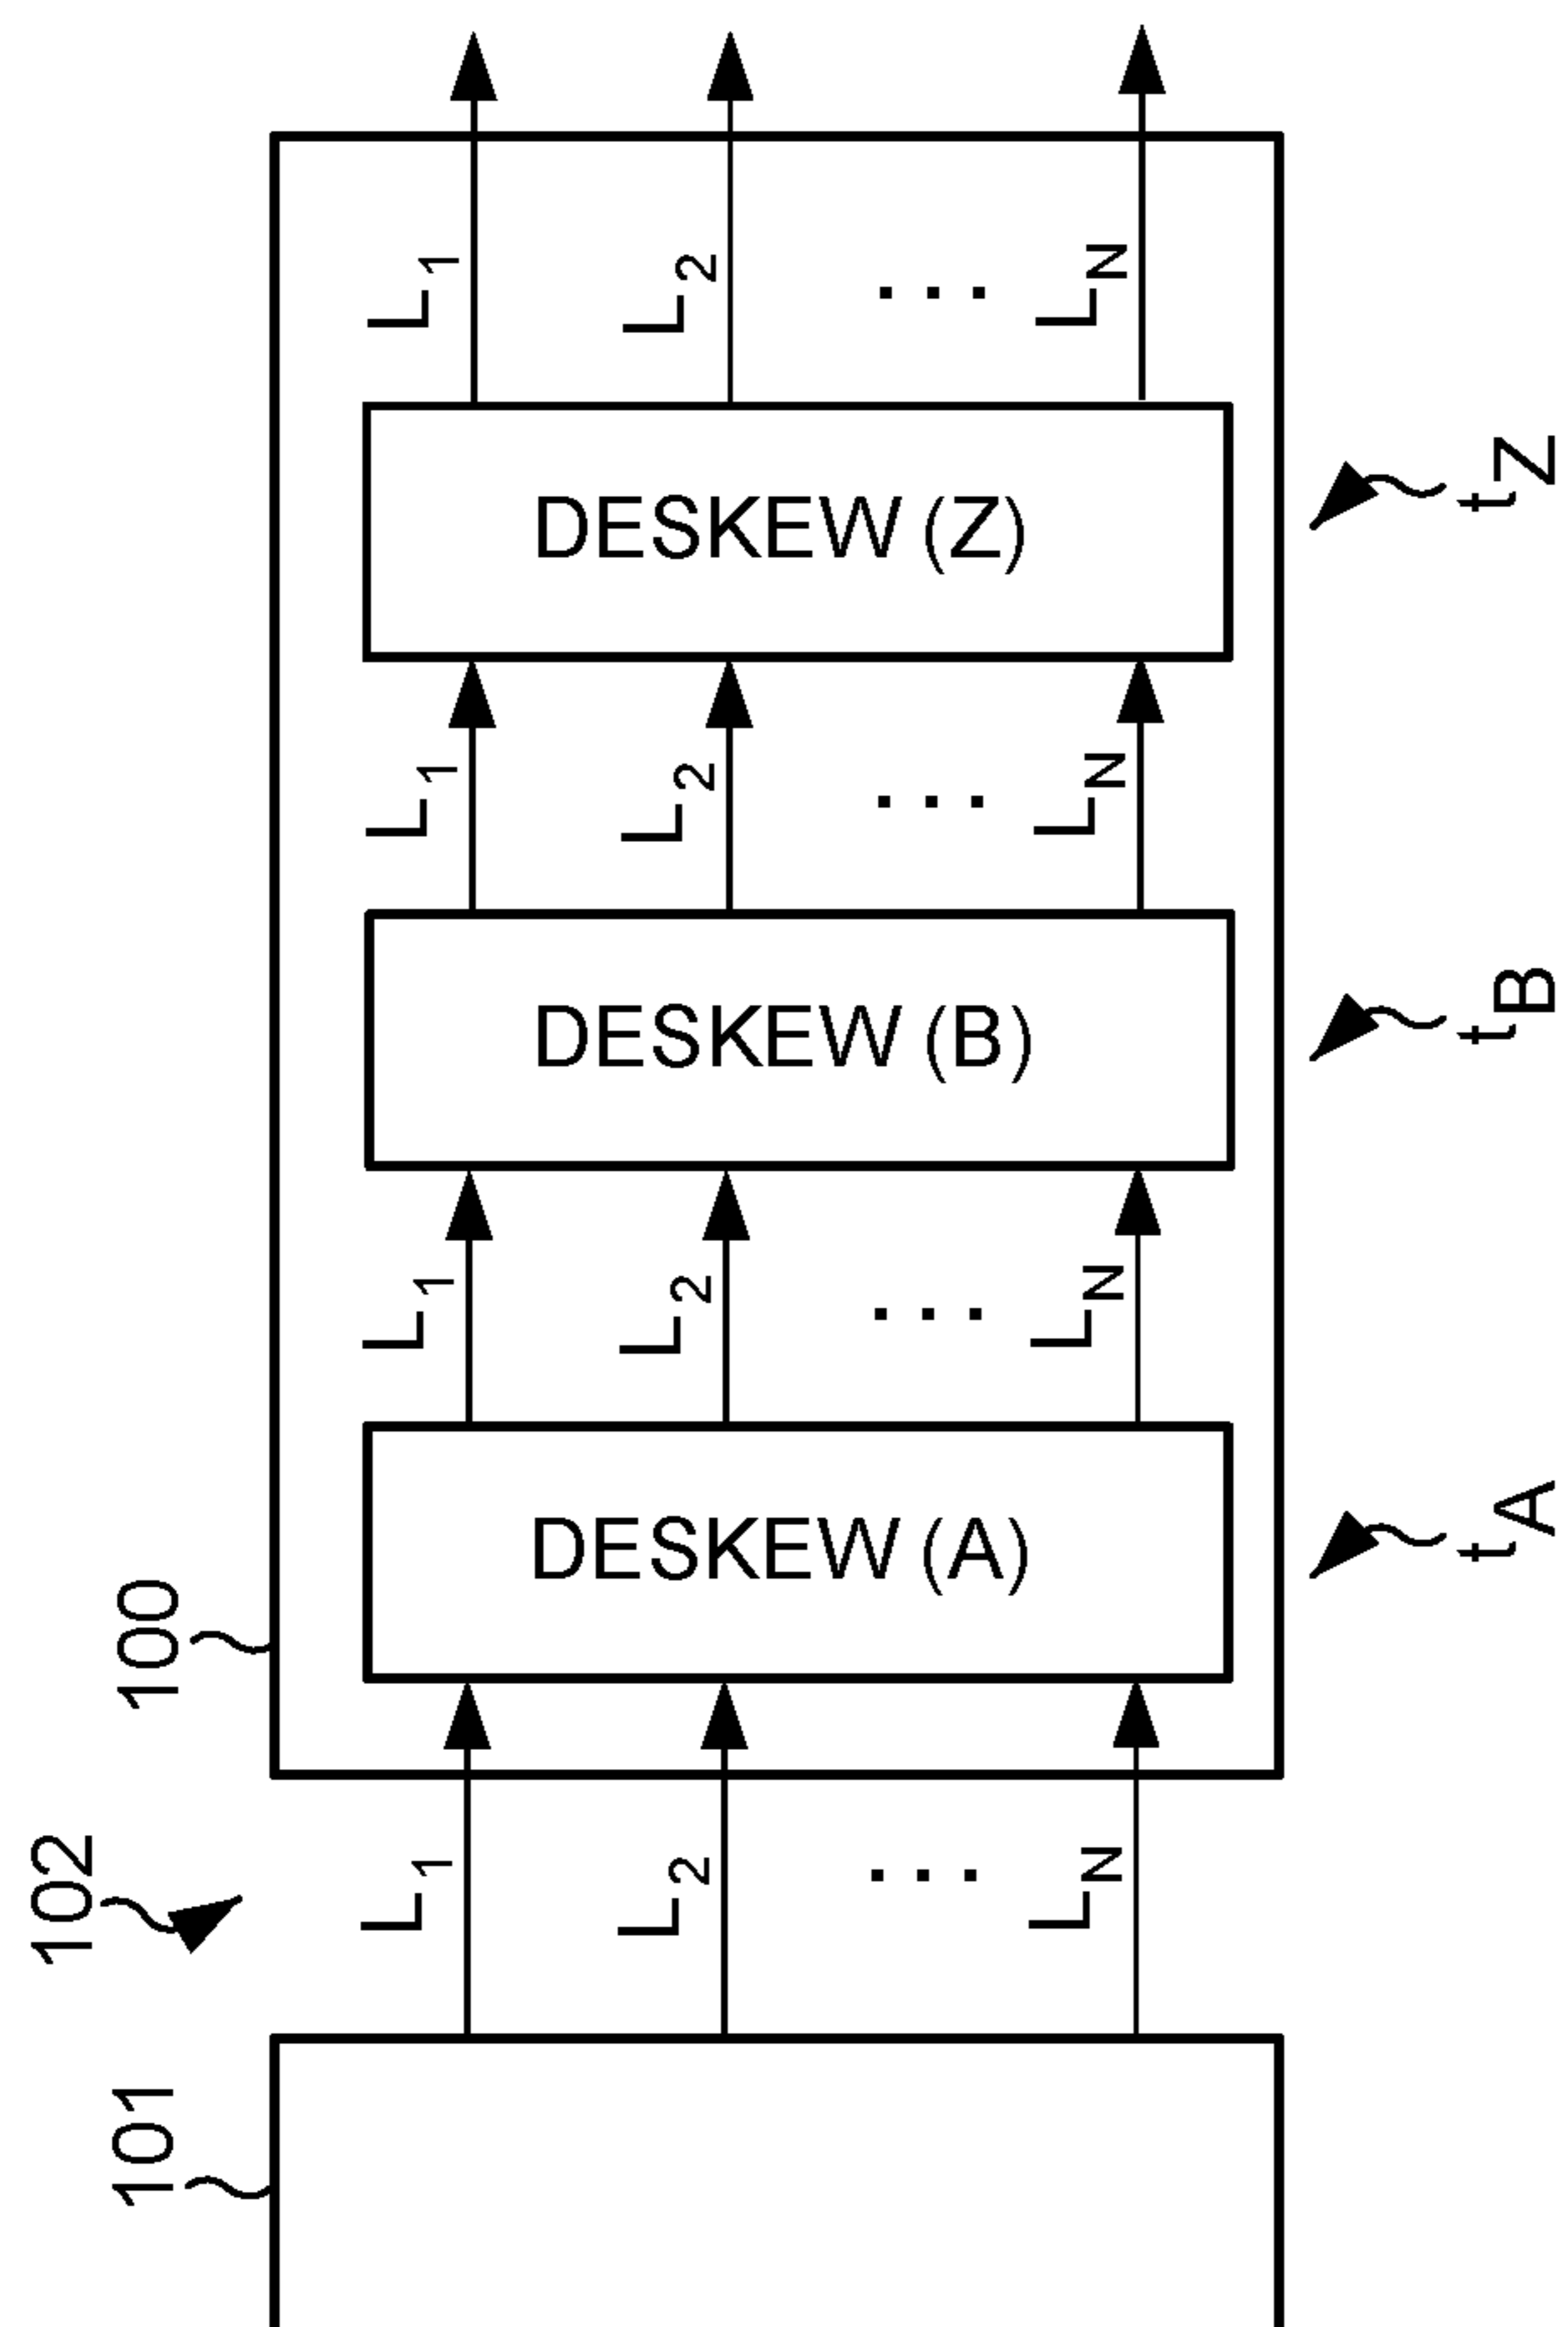 L1
L2
...
LN
DESKEW (Z)
tZ
L1
L2
...
LN
DESKEW (B)
tB
L1
L2
...
LN
DESKEW (A)
tA
100
102
L1
L2
...
LN
101